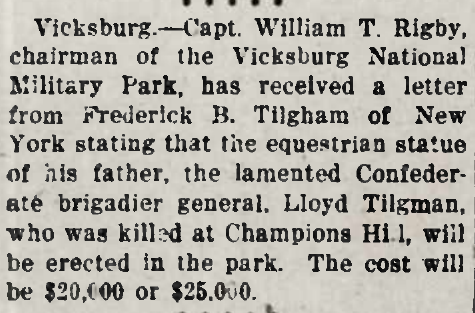 Vicksburg.—Capt. William T. Rigby,
chairman of the Vicksburg National
Military Park, has received a letter
from Frederick B. Tilgham of New
York stating that the equestrian statue
of his father, the lamented Confeder-
ate brigadier general, Lloyd Tilgman,
who was killed at Champions Hill, will
be erected in the park. The cost will
be $20,000 or $25,000.